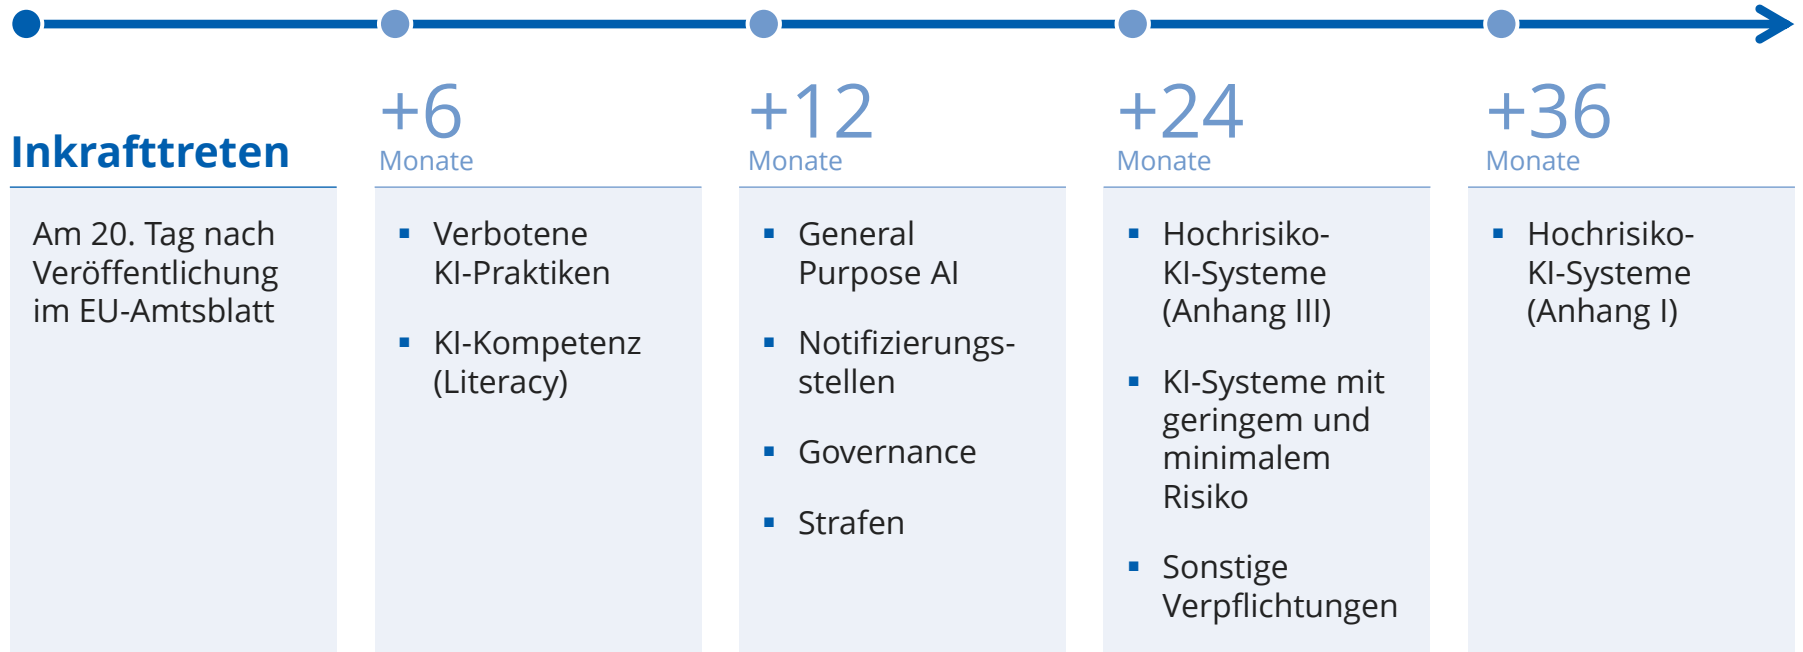 Inkrafttreten
Am 20. Tag nach
Veröffentlichung
im EU-Amtsblatt
+6
Monate
▪ Verbotene
KI-Praktiken
▪ KI-Kompetenz
(Literacy)
+12
Monate
▪ General
Purpose AI
▪ Notifizierungs-
stellen
▪ Governance
▪ Strafen
+24
Monate
▪ Hochrisiko-
KI-Systeme
(Anhang III)
▪ KI-Systeme mit
geringem und
minimalem
Risiko
▪ Sonstige
Verpflichtungen
+36
Monate
▪ Hochrisiko-
KI-Systeme
(Anhang I)